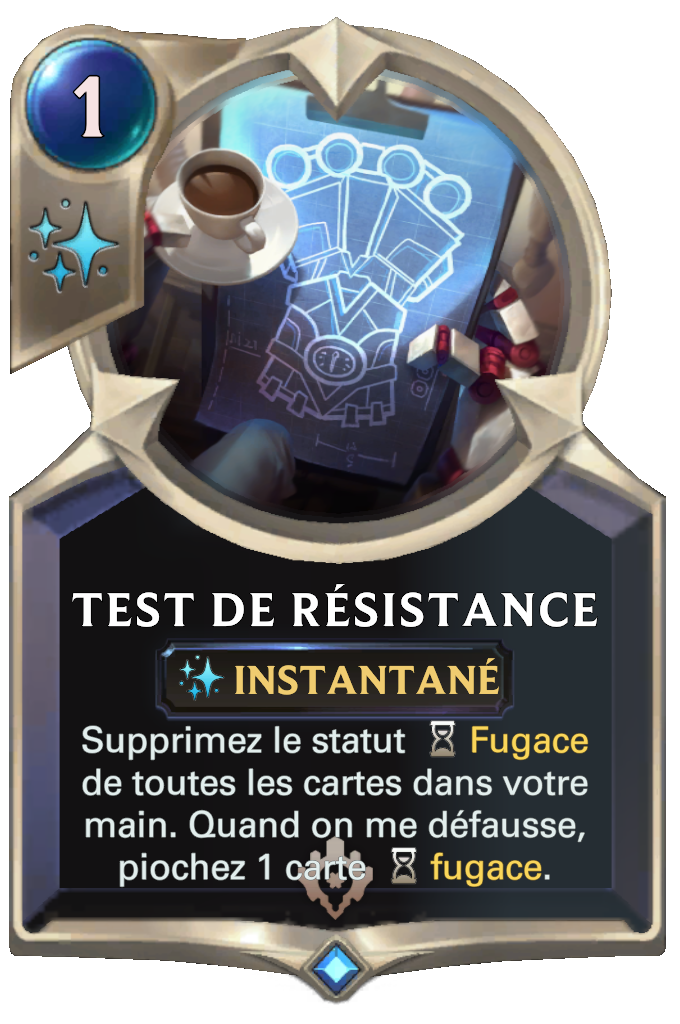 1
TEST DE RÉSISTANCE
INSTANTANÉ
Supprimez le statut Fugace
de toutes les cartes dans votre
main. Quand on me défausse,
piochez 1 carte fugace.